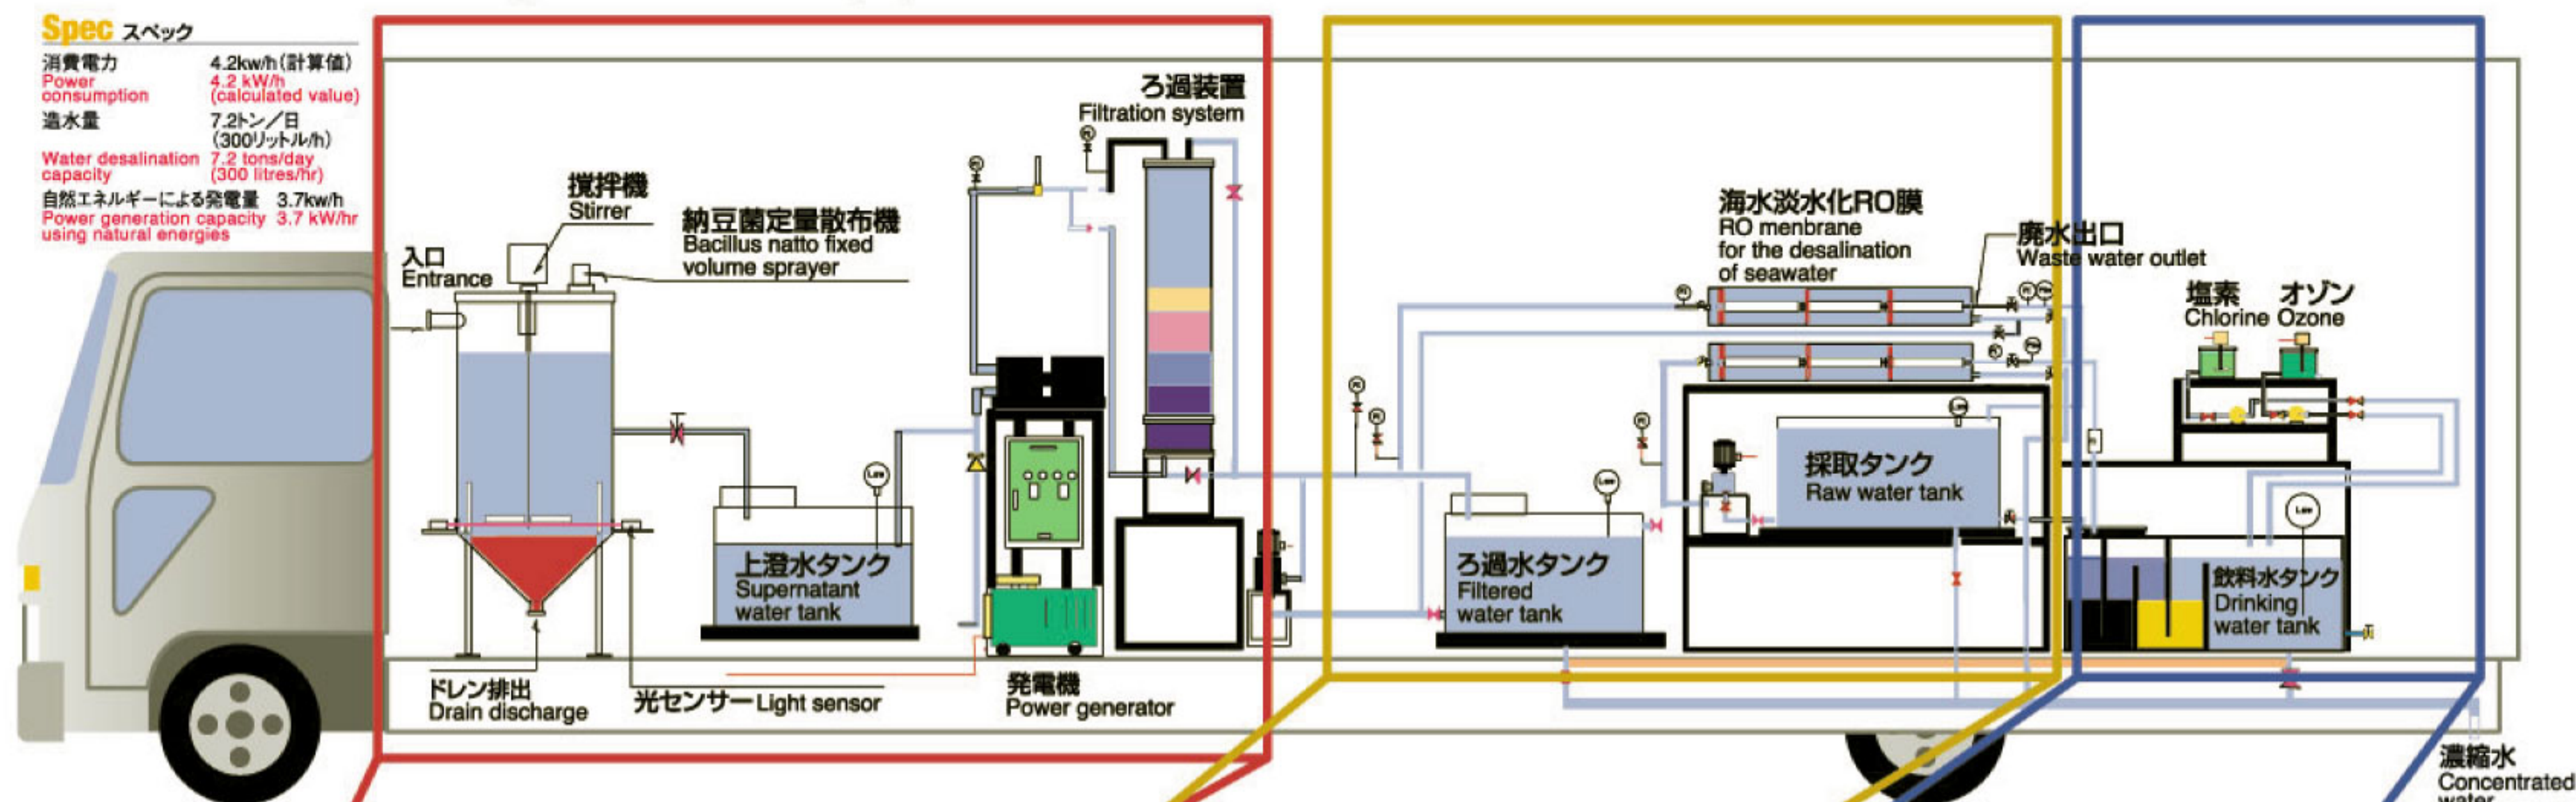 Spec スペック
消費電力 4.2kw/h(計算値)
Power 4.2 kW/h
consumption (calculated value)
造水量 7.2トン／日
(300リットル/h)
Water desalination 7.2 tons/day
capacity (300 litres/hr)
自然エネルギーによる発電量 3.7kw/h
Power generation capacity 3.7 kW/hr
using natural energies
入口
Entrance
撹拌機
Stirrer
納豆菌定量散布機
Bacillus natto fixed
volume sprayer
ろ過装置
Filtration system
上澄水タンク
Supernatant
water tank
Low
ドレン排出
Drain discharge
光センサー Light sensor
発電機
Power generator
海水淡水化RO膜
RO menbrane
for the desalination
of seawater
廃水出口
Waste water outlet
塩素
Chlorine
オゾン
Ozone
採取タンク
Raw water tank
Low
ろ過水タンク
Filtered
water tank
Low
飲料水タンク
Drinking
water tank
Low
濃縮水
Concentrated
water